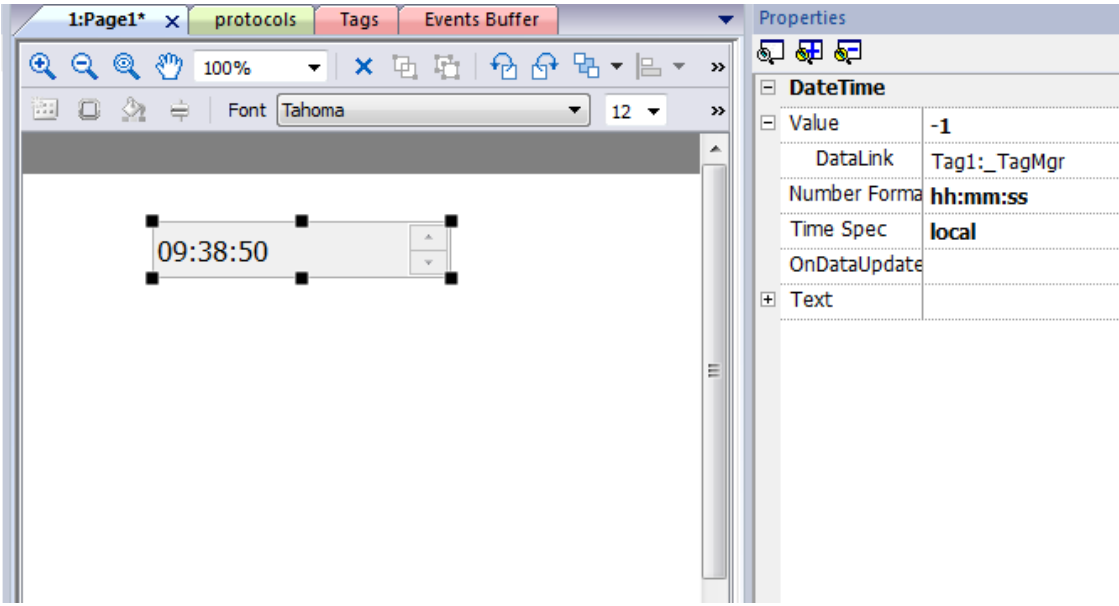 1:Page1* x protocols Tags Events Buffer
100% »
Font Tahoma 12 »
09:38:50
Properties
DateTime
Value -1
DataLink Tag1:_TagMgr
Number Forma hh:mm:ss
Time Spec local
OnDataUpdate
Text